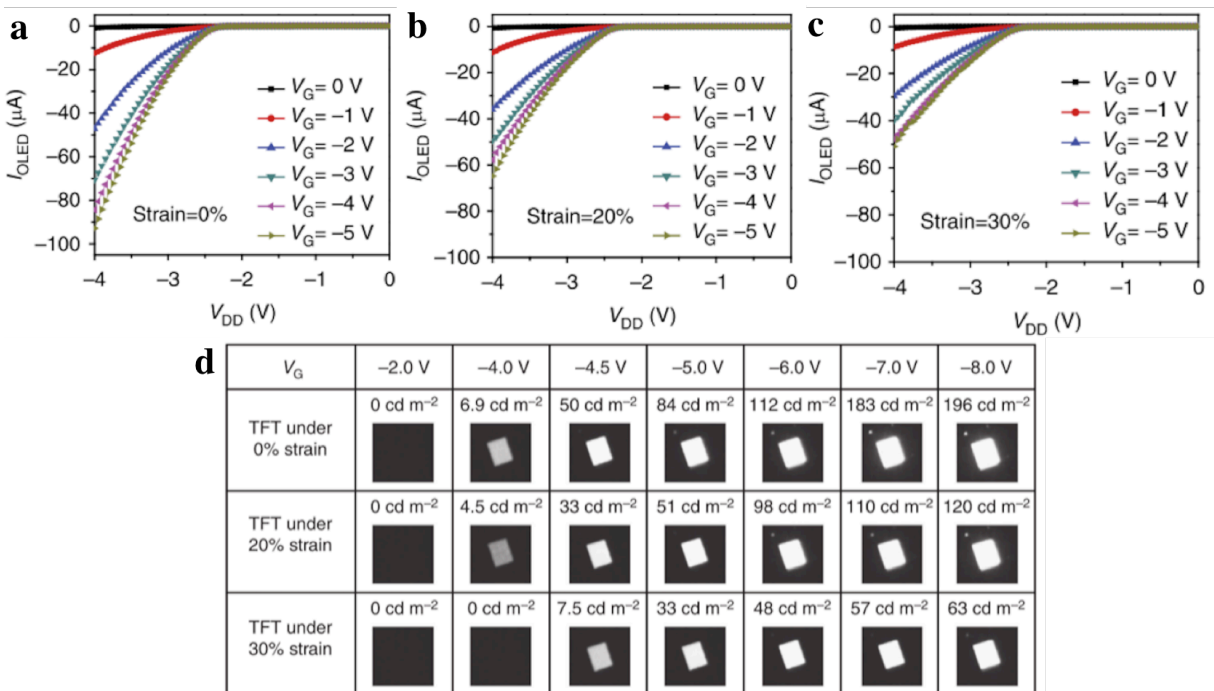 a
0
−20
−40
−60
−80
−100
I_OLED (μA)
V_G= 0 V
V_G= −1 V
V_G= −2 V
V_G= −3 V
V_G= −4 V
V_G= −5 V
Strain=0%
−4 −3 −2 −1 0
V_DD (V)
b
0
−20
−40
−60
−80
−100
I_OLED (μA)
V_G= 0 V
V_G= −1 V
V_G= −2 V
V_G= −3 V
V_G= −4 V
V_G= −5 V
Strain=20%
−4 −3 −2 −1 0
V_DD (V)
c
0
−20
−40
−60
−80
−100
I_OLED (μA)
V_G= 0 V
V_G= −1 V
V_G= −2 V
V_G= −3 V
V_G= −4 V
V_G= −5 V
Strain=30%
−4 −3 −2 −1 0
V_DD (V)
d
V_G −2.0 V −4.0 V −4.5 V −5.0 V −6.0 V −7.0 V −8.0 V
TFT under
0% strain
0 cd m⁻² 6.9 cd m⁻² 50 cd m⁻² 84 cd m⁻² 112 cd m⁻² 183 cd m⁻² 196 cd m⁻²
TFT under
20% strain
0 cd m⁻² 4.5 cd m⁻² 33 cd m⁻² 51 cd m⁻² 98 cd m⁻² 110 cd m⁻² 120 cd m⁻²
TFT under
30% strain
0 cd m⁻² 0 cd m⁻² 7.5 cd m⁻² 33 cd m⁻² 48 cd m⁻² 57 cd m⁻² 63 cd m⁻²